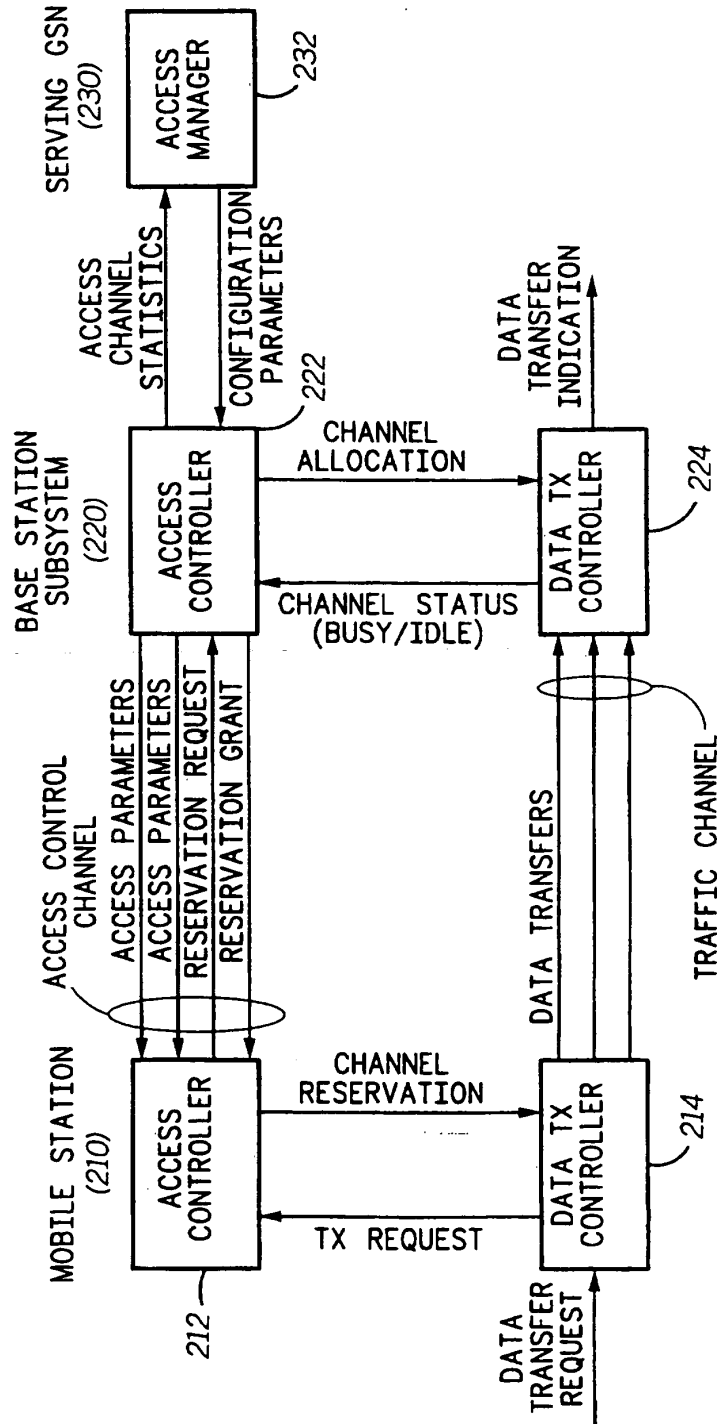 MOBILE STATION
(210)
ACCESS
CONTROLLER
212
ACCESS CONTROL
CHANNEL
ACCESS PARAMETERS
ACCESS PARAMETERS
RESERVATION REQUEST
RESERVATION GRANT
BASE STATION
SUBSYSTEM
(220)
ACCESS
CONTROLLER
222
ACCESS
CHANNEL
STATISTICS
CONFIGURATION
PARAMETERS
SERVING GSN
(230)
ACCESS
MANAGER
232
TX REQUEST
CHANNEL
RESERVATION
CHANNEL STATUS
(BUSY/IDLE)
CHANNEL
ALLOCATION
DATA
TRANSFER
REQUEST
DATA TX
CONTROLLER
214
DATA TRANSFERS
TRAFFIC CHANNEL
DATA TX
CONTROLLER
224
DATA
TRANSFER
INDICATION